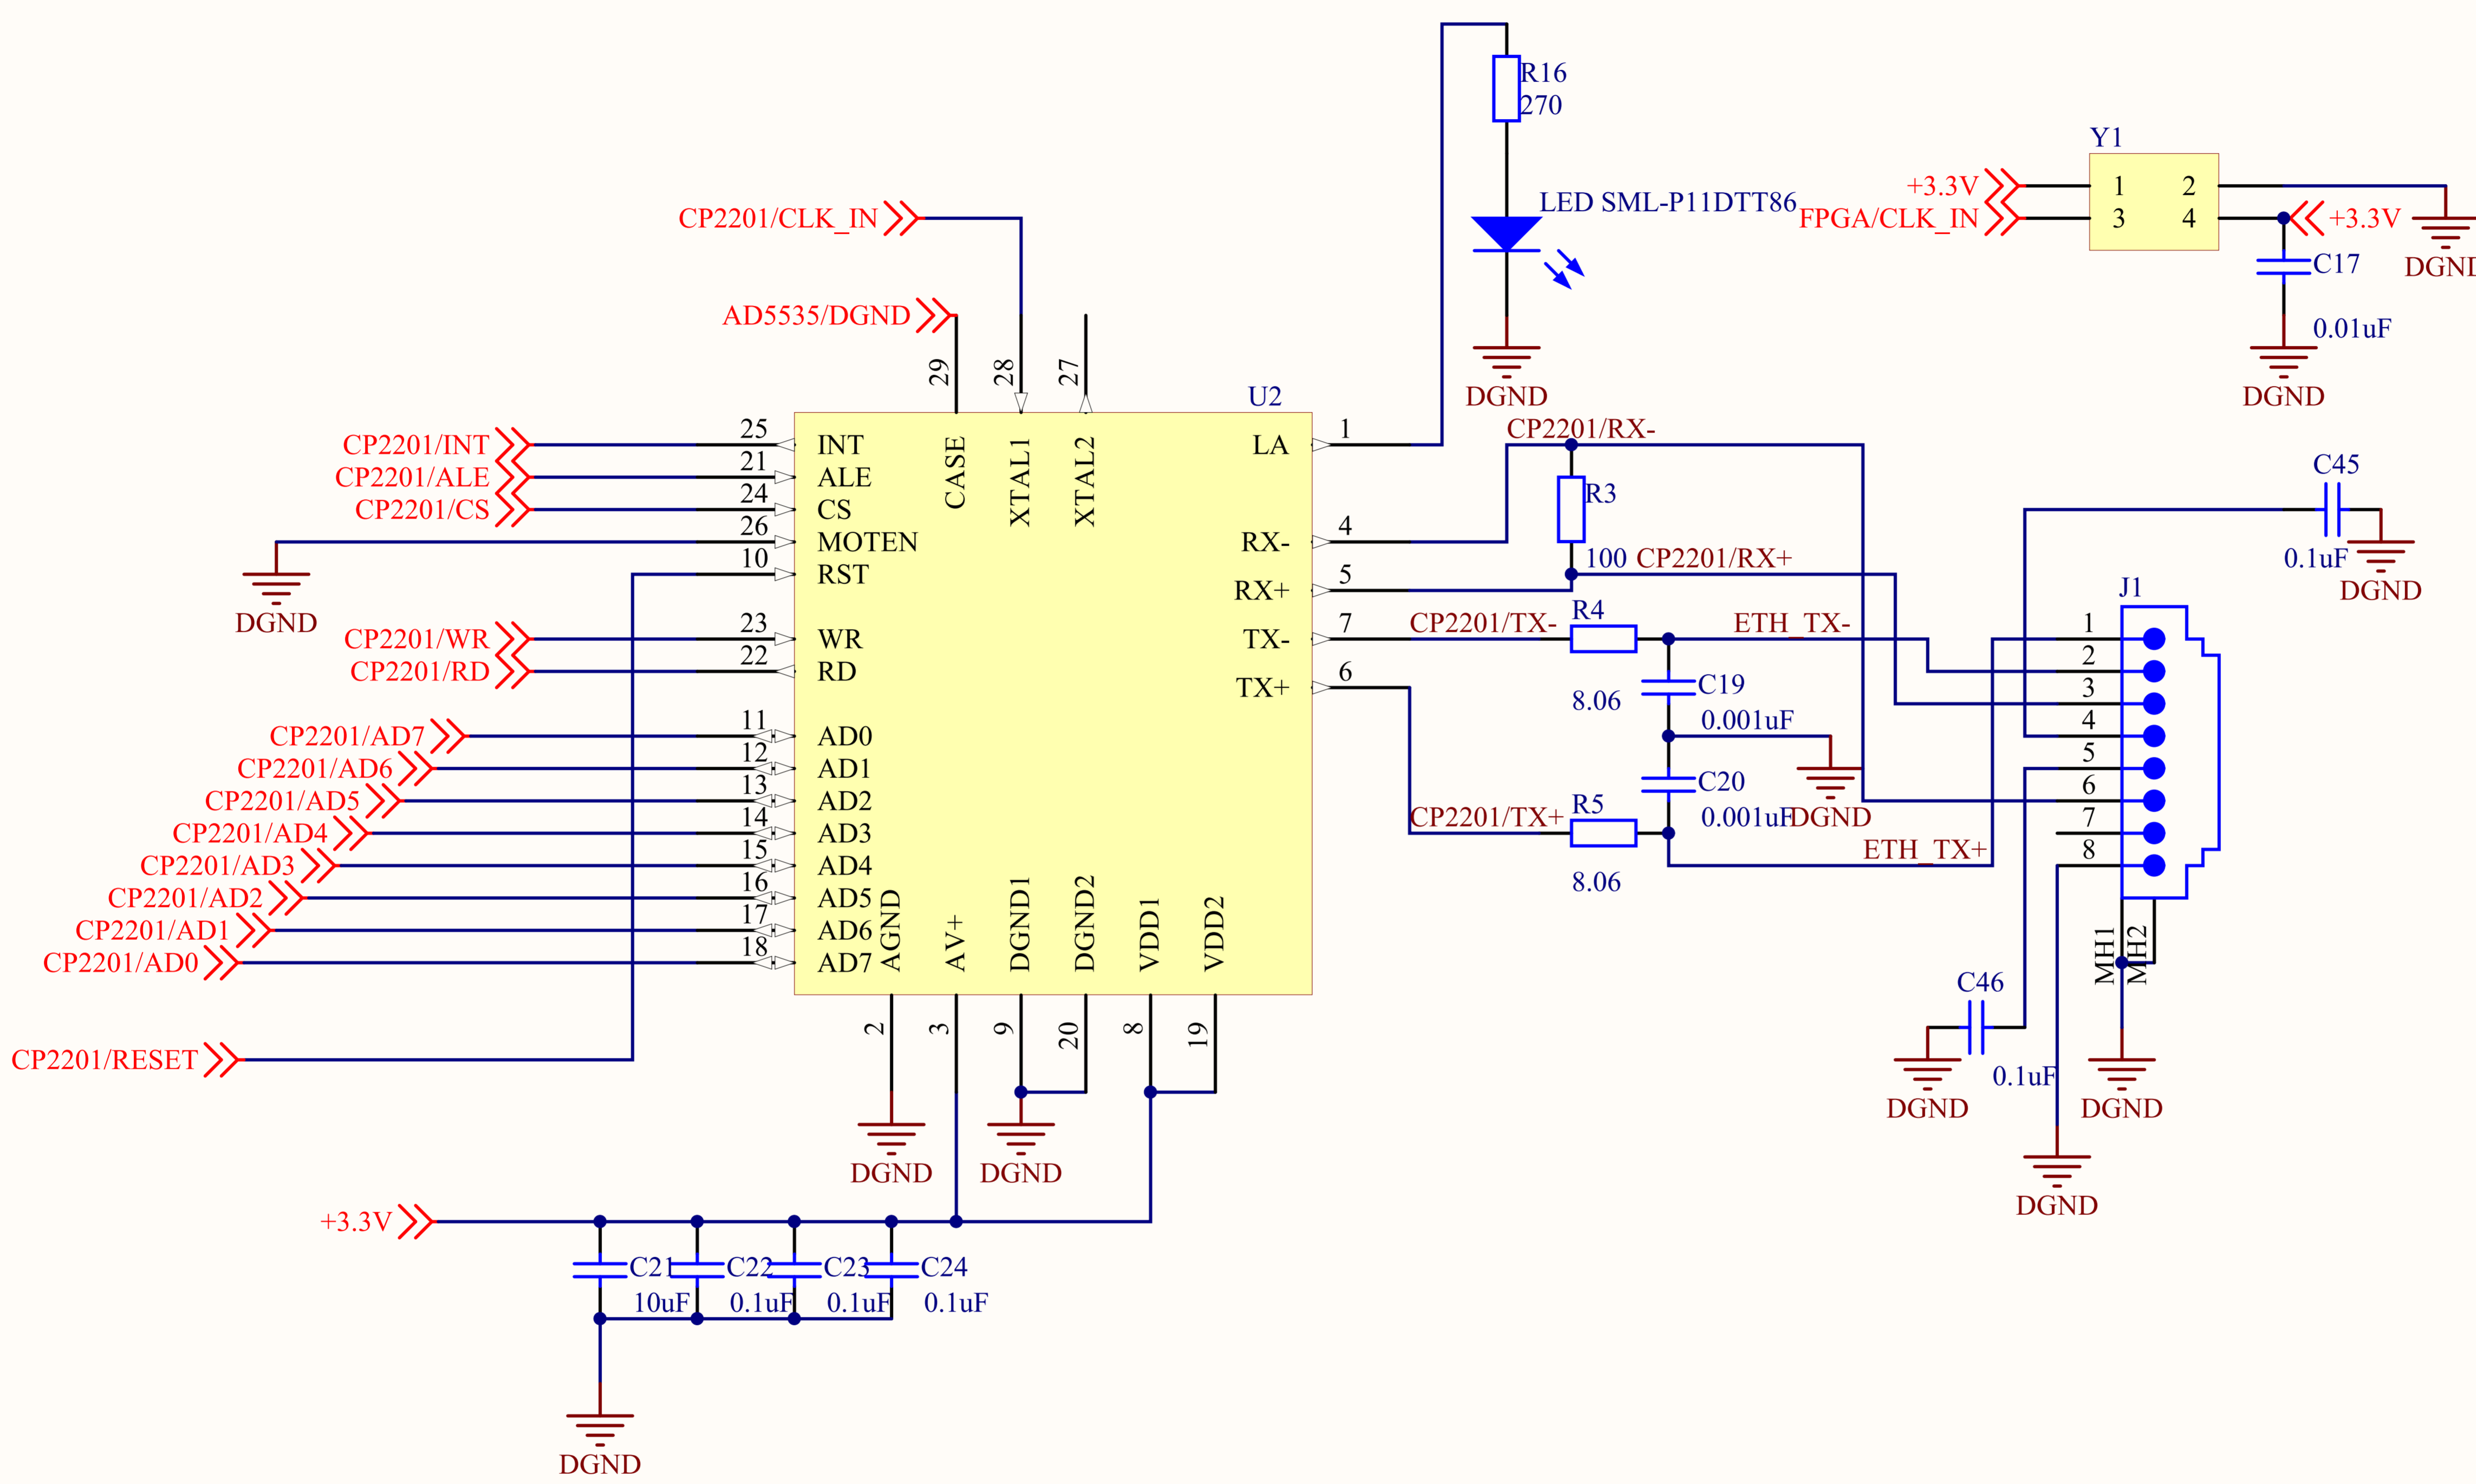 R16
270
Y1
LED SML-P11DTT86
+3.3V
1
2
CP2201/CLK_IN
FPGA/CLK_IN
3
4
+3.3V
C17
DGND
AD5535/DGND
0.01uF
29
28
27
DGND
DGND
U2
25
1
CP2201/RX-
CP2201/INT
INT
CASE
XTAL1
XTAL2
LA
21
CP2201/ALE
ALE
C45
24
CP2201/CS
CS
R3
26
4
MOTEN
RX-
10
100
CP2201/RX+
0.1uF
RST
5
DGND
RX+
J1
DGND
23
7
CP2201/TX-
R4
ETH_TX-
1
CP2201/WR
WR
TX-
22
6
2
CP2201/RD
RD
TX+
8.06
C19
3
11
0.001uF
4
CP2201/AD7
AD0
12
5
CP2201/AD6
AD1
13
C20
6
CP2201/AD5
AD2
14
CP2201/TX+
R5
0.001uF
DGND
7
CP2201/AD4
AD3
15
ETH_TX+
8
CP2201/AD3
AD4
16
8.06
CP2201/AD2
AD5
17
CP2201/AD1
AD6
18
CP2201/AD0
AD7
AGND
AV+
DGND1
DGND2
VDD1
VDD2
MH1
MH2
C46
2
3
9
20
8
19
CP2201/RESET
0.1uF
DGND
DGND
DGND
DGND
DGND
+3.3V
C21
C22
C23
C24
10uF
0.1uF
0.1uF
0.1uF
DGND